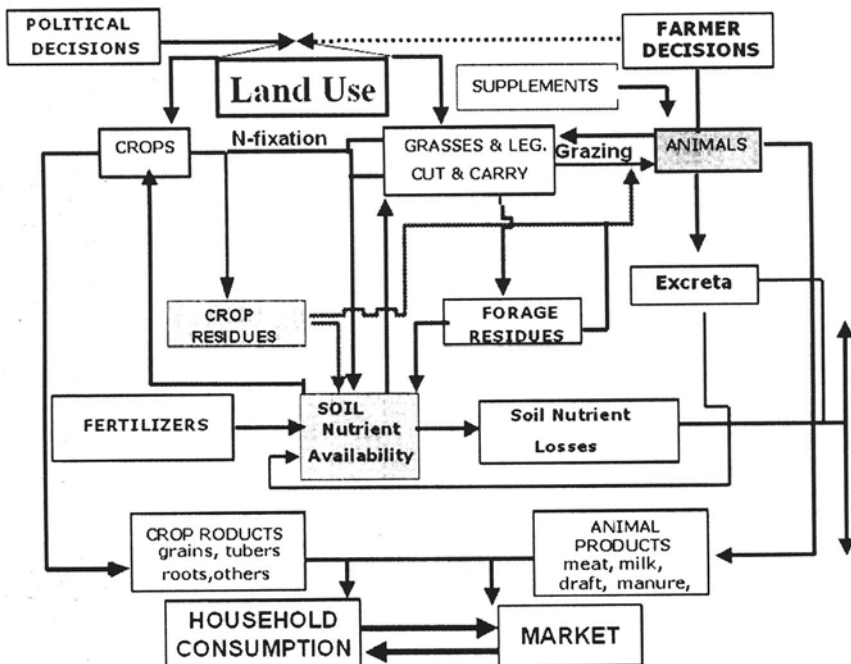 POLITICAL
DECISIONS
FARMER
DECISIONS
Land Use
SUPPLEMENTS
CROPS
N-fixation
GRASSES & LEG.
CUT & CARRY
Grazing
ANIMALS
Excreta
CROP
RESIDUES
FORAGE
RESIDUES
FERTILIZERS
SOIL
Nutrient
Availability
Soil Nutrient
Losses
CROP RODUCTS
grains, tubers
roots,others
ANIMAL
PRODUCTS
meat, milk,
draft, manure,
HOUSEHOLD
CONSUMPTION
MARKET